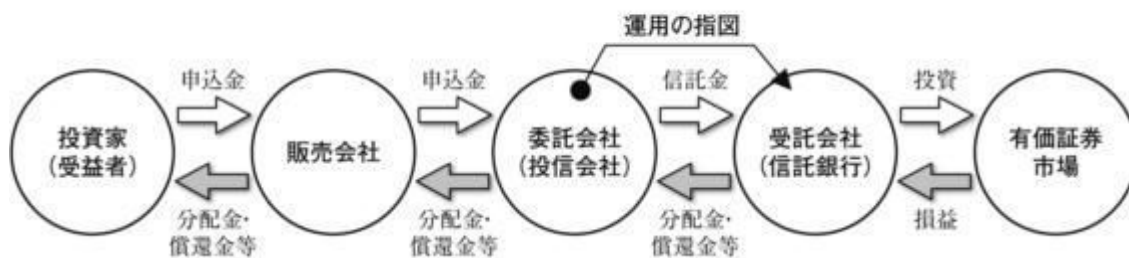 運用の指図
申込金
申込金
信託金
投資
投資家
(受益者)
販売会社
委託会社
(投信会社)
受託会社
(信託銀行)
有価証券
市場
分配金・
償還金等
分配金・
償還金等
分配金・
償還金等
損益